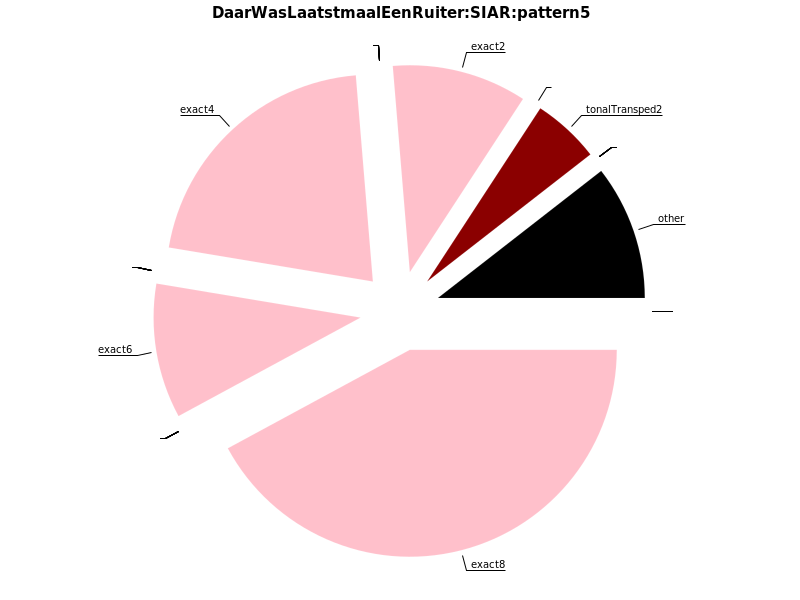 DaarWasLaatstmaalEenRuiter:SIAR:pattern5
exact2
exact4
tonalTransped2
other
exact6
exact8